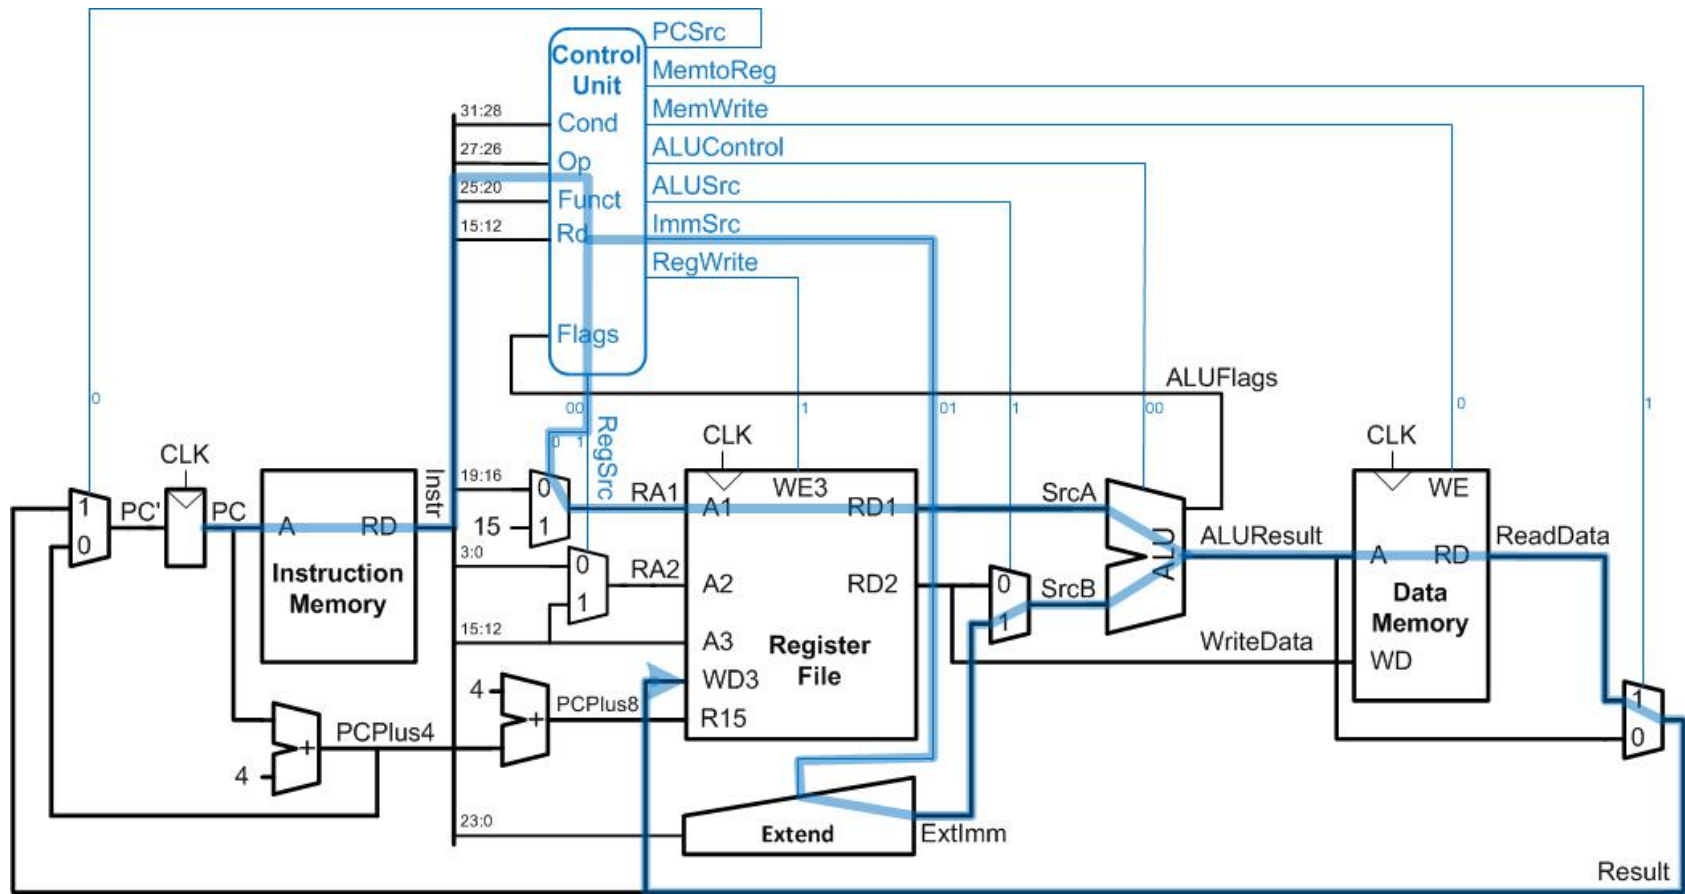 PCSrc
Control
Unit
MemtoReg
31:28
Cond
MemWrite
27:26
Op
ALUControl
25:20
Funct
ALUSrc
15:12
Rd
ImmSrc
RegWrite
Flags
ALUFlags
0
00
1
01
1
00
0
1
0 1
RegSrc
CLK
CLK
CLK
Instr
19:16
0
RA1
A1
WE3
RD1
SrcA
WE
1
PC'
PC
A
RD
15
1
ALU
ALUResult
A
RD
ReadData
0
3:0
0
Instruction
Memory
RA2
A2
RD2
0
SrcB
Data
Memory
1
1
15:12
A3
Register
File
WriteData
WD
4
WD3
PCPlus8
R15
+
1
0
PCPlus4
+
4
23:0
Extend
ExtImm
Result